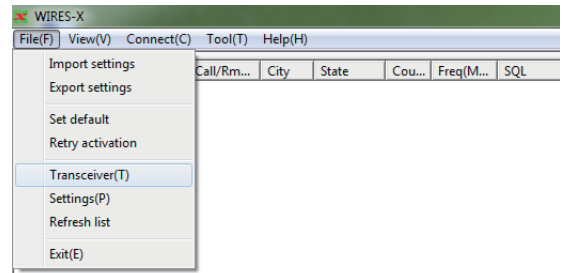 WIRES-X
File(F) View(V) Connect(C) Tool(T) Help(H)
Call/Rm... City State Cou... Freq(M... SQL
Import settings
Export settings
Set default
Retry activation
Transceiver(T)
Settings(P)
Refresh list
Exit(E)